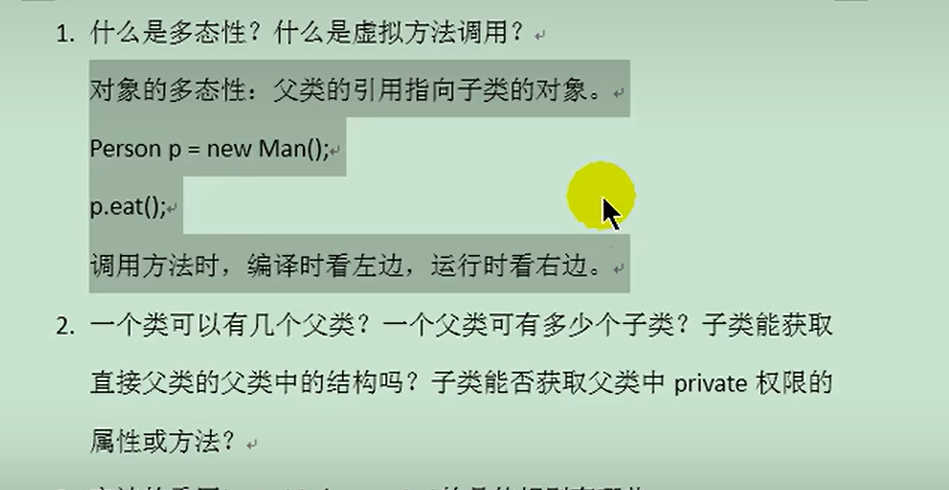 1. 什么是多态性？什么是虚拟方法调用？
对象的多态性：父类的引用指向子类的对象。
Person p = new Man();
p.eat();
调用方法时，编译时看左边，运行时看右边。
2. 一个类可以有几个父类？一个父类可有多少个子类？子类能获取
直接父类的父类中的结构吗？子类能否获取父类中 private 权限的
属性或方法？